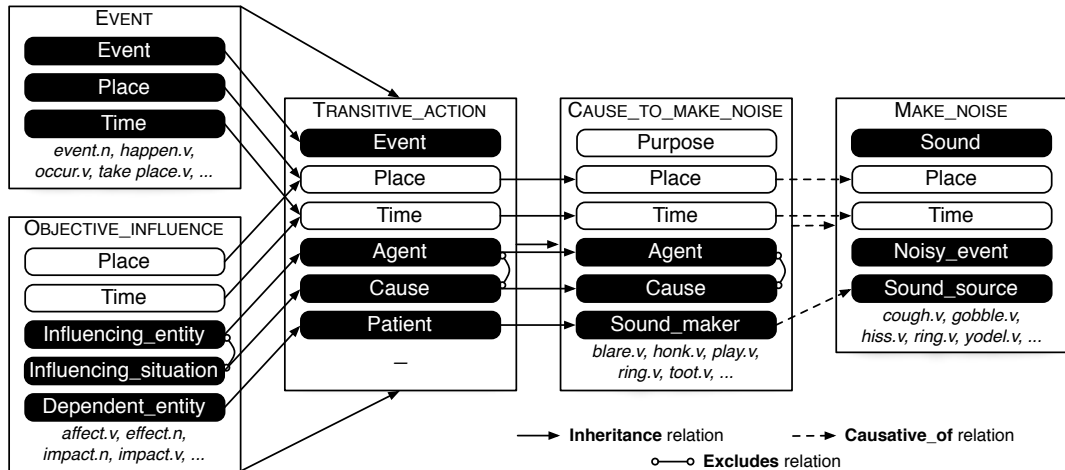 EVENT
Event
Place
Time
event.n, happen.v,
occur.v, take place.v, ...
OBJECTIVE_INFLUENCE
Place
Time
Influencing_entity
Influencing_situation
Dependent_entity
affect.v, effect.n,
impact.n, impact.v, ...
TRANSITIVE_ACTION
Event
Place
Time
Agent
Cause
Patient
–
CAUSE_TO_MAKE_NOISE
Purpose
Place
Time
Agent
Cause
Sound_maker
blare.v, honk.v, play.v,
ring.v, toot.v, ...
MAKE_NOISE
Sound
Place
Time
Noisy_event
Sound_source
cough.v, gobble.v,
hiss.v, ring.v, yodel.v, ...
Inheritance relation
Causative_of relation
Excludes relation